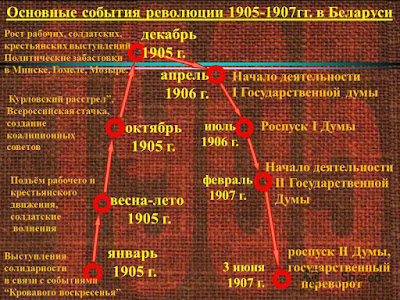 Основные события революции 1905-1907гг. в Беларуси
Рост рабочих, солдатских,
крестьянских выступлений
Политические забастовки
в Минске, Гомеле, Мозыре.
декабрь
1905 г.
апрель
1906 г.
Начало деятельности
I Государственной думы
"Курловский расстрел",
Всероссийская стачка,
создание
коалиционных
советов
октябрь
1905 г.
июль
1906 г.
Роспуск I Думы
Подъём рабочего и
крестьянского
движения,
солдатские
волнения
весна-лето
1905 г.
февраль
1907 г.
Начало деятельности
II Государственной
Думы
Выступления
солидарности
в связи с событиями
"Кровавого воскресенья"
январь
1905 г.
3 июня
1907 г.
роспуск II Думы,
государственный
переворот